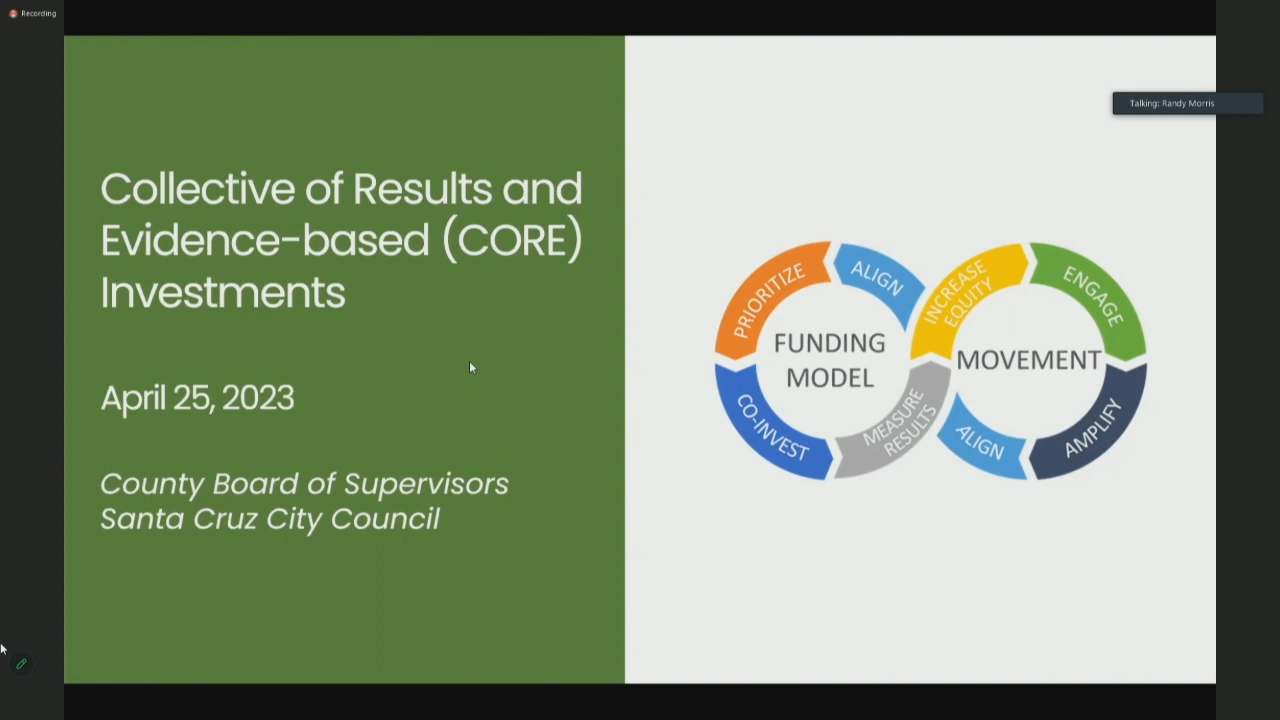 Recording
Talking: Randy Morris
Collective of Results and
Evidence-based (CORE)
Investments
April 25, 2023
County Board of Supervisors
Santa Cruz City Council
PRIORITIZE
ALIGN
INCREASE
EQUITY
ENGAGE
FUNDING
MODEL
MOVEMENT
CO-INVEST
MEASURE
RESULTS
ALIGN
AMPLIFY